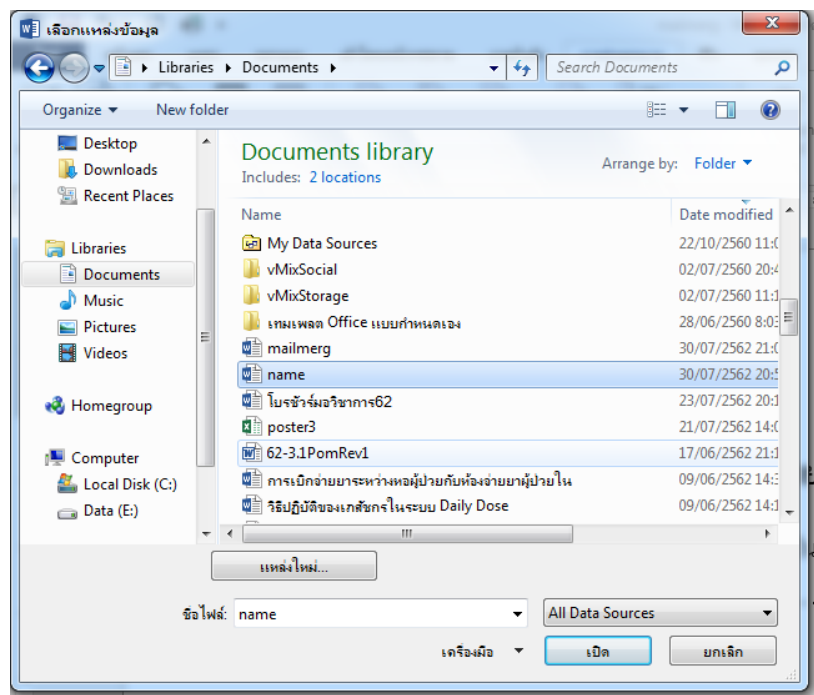 เลือกแหล่งข้อมูล
Libraries Documents
Search Documents
Organize New folder
Desktop
Downloads
Recent Places
Libraries
Documents
Music
Pictures
Videos
Homegroup
Computer
Local Disk (C:)
Data (E:)
Documents library
Includes: 2 locations
Arrange by: Folder
Name Date modified
My Data Sources 22/10/2560 11:0
vMixSocial 02/07/2560 20:4
vMixStorage 02/07/2560 11:1
เทมเพลต Office แบบกำหนดเอง 28/06/2560 8:03
mailmerg 30/07/2562 21:0
name 30/07/2562 20:5
โบรชัวร์มอวิชาการ62 23/07/2562 20:1
poster3 21/07/2562 14:0
62-3.1PomRev1 17/06/2562 21:1
การเบิกจ่ายยาระหว่างหอผู้ป่วยกับห้องจ่ายยาผู้ป่วยใน 09/06/2562 14:3
วิธีปฏิบัติของเภสัชกรในระบบ Daily Dose 09/06/2562 14:1
แหล่งใหม่...
ชื่อไฟล์: name All Data Sources
เครื่องมือ เปิด ยกเลิก